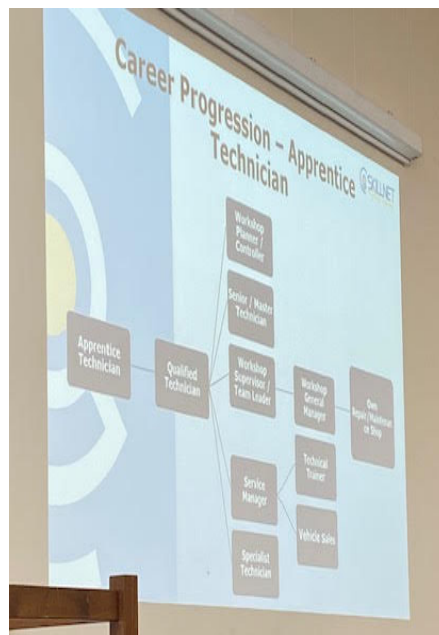 Career Progression – Apprentice
Technician
SKILLNET
Workshop
Planner /
Controller
Senior / Master
Technician
Apprentice
Technician
Qualified
Technician
Workshop
Supervisor /
Team Leader
Workshop
General
Manager
Own
Repair/Maintenan
ce Shop
Service
Manager
Technical
Trainer
Vehicle Sales
Specialist
Technician